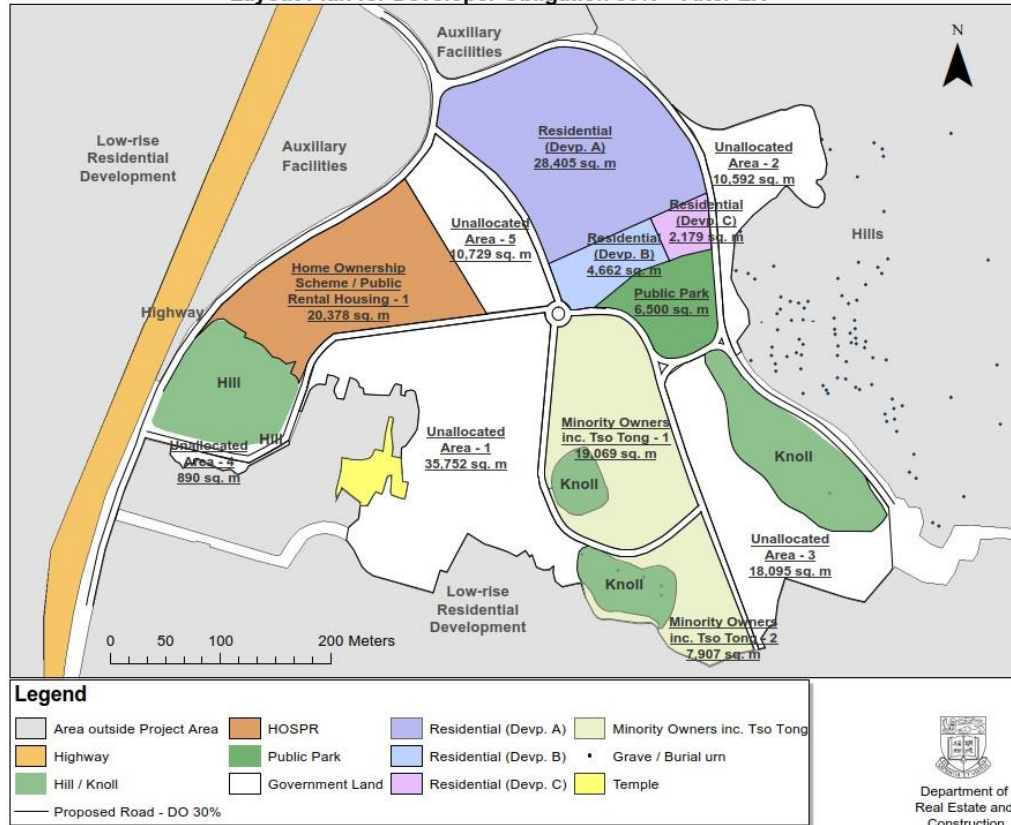 Auxiliary
Facilities
N
Low-rise
Residential
Development
Auxiliary
Facilities
Residential
(Devp. A)
28,405 sq. m
Unallocated
Area - 2
10,592 sq. m
Residential
(Devp. C)
2,179 sq. m
Unallocated
Area - 5
10,729 sq. m
Residential
(Devp. B)
4,662 sq. m
Hills
Home Ownership
Scheme / Public
Rental Housing - 1
20,378 sq. m
Public Park
6,500 sq. m
Highway
Hill
Hill
Unallocated
Area - 4
890 sq. m
Unallocated
Area - 1
35,752 sq. m
Minority Owners
inc. Tso Tong - 1
19,069 sq. m
Knoll
Knoll
Unallocated
Area - 3
18,095 sq. m
Knoll
Low-rise
Residential
Development
Minority Owners
inc. Tso Tong - 2
7,907 sq. m
0 50 100 200 Meters
Legend
Area outside Project Area
HOSPR
Residential (Devp. A)
Minority Owners inc. Tso Tong
Highway
Public Park
Residential (Devp. B)
Grave / Burial urn
Hill / Knoll
Government Land
Residential (Devp. C)
Temple
Proposed Road - DO 30%
Department of
Real Estate and
Construction